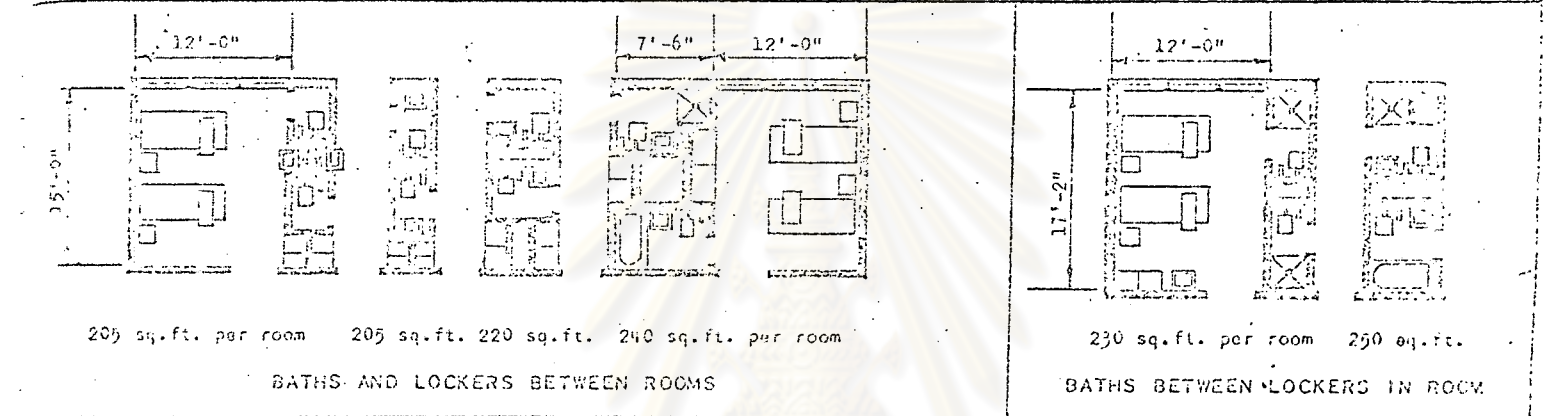 12'-0"
7'-6"
12'-0"
12'-0"
15'-0"
17'-2"
205 sq.ft. per room 205 sq.ft. 220 sq.ft. 240 sq.ft. per room
230 sq.ft. per room 250 sq.ft.
BATHS AND LOCKERS BETWEEN ROOMS
BATHS BETWEEN LOCKERS IN ROOM